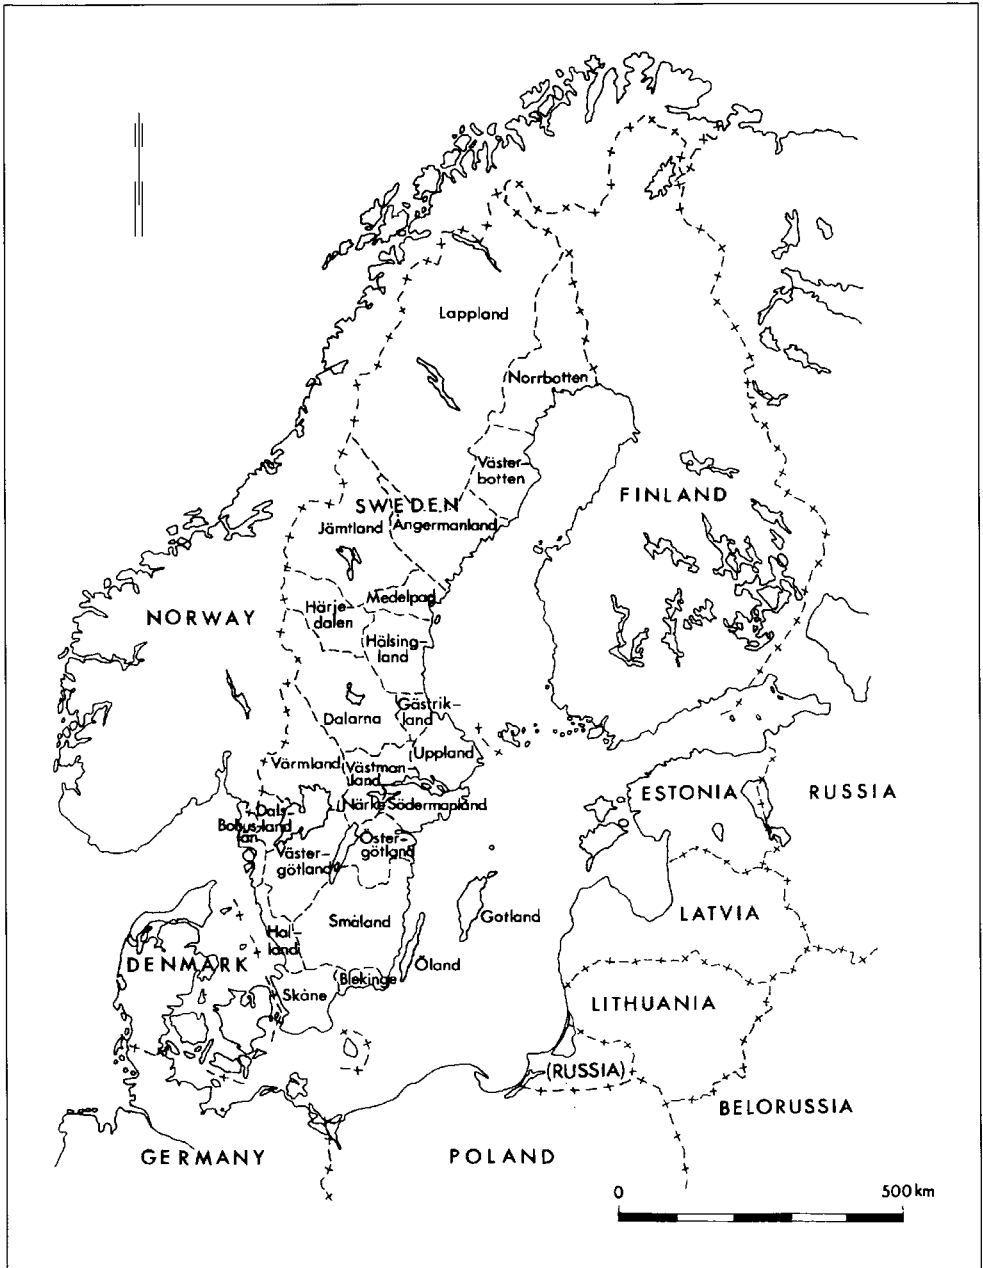 Lappland
Norrbotten
Väster-
botten
SWEDEN
FINLAND
Jämtland
Ångermanland
NORWAY
Härje-
dalen
Medelpad
Hälsing-
land
Dalarna
Gästrik-
land
Uppland
Värmland
Västman
land
ESTONIA
RUSSIA
Närke
Södermapland
Dals-
land
Bohus-
län
Väster-
götland
Öster-
götland
Småland
Gotland
LATVIA
Hal-
land
Öland
DENMARK
Blekinge
Skåne
LITHUANIA
(RUSSIA)
BELORUSSIA
GERMANY
POLAND
0
500 km